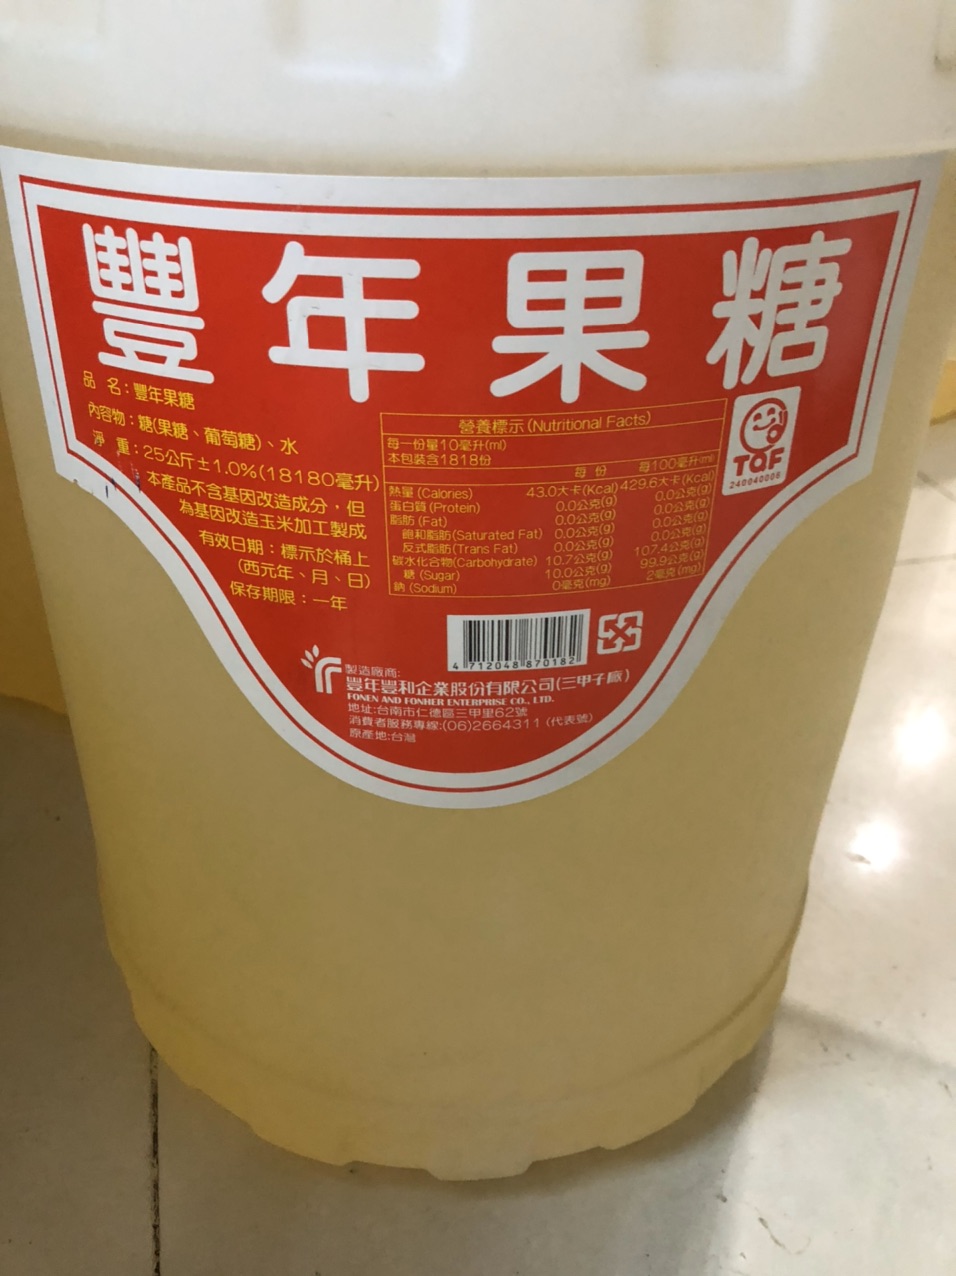 豐年果糖
品 名：豐年果糖
內容物：糖(果糖、葡萄糖)、水
淨 重：25公斤±1.0%(18180毫升)
本產品不含基因改造成分，但
為基因改造玉米加工製成
有效日期：標示於桶上
(西元年、月、日)
保存期限：一年
營養標示(Nutritional Facts)
每一份量10毫升(ml)
本包裝含1818份
每 份 每100毫升(ml)
熱量(Calories) 43.0大卡(Kcal) 429.6大卡(Kcal)
蛋白質(Protein) 0.0公克(g) 0.0公克(g)
脂肪(Fat) 0.0公克(g) 0.0公克(g)
飽和脂肪(Saturated Fat) 0.0公克(g) 0.0公克(g)
反式脂肪(Trans Fat) 0.0公克(g) 0.0公克(g)
碳水化合物(Carbohydrate) 10.7公克(g) 107.4公克(g)
糖(Sugar) 10.0公克(g) 99.9公克(g)
鈉(Sodium) 0毫克(mg) 2毫克(mg)
TQF
240040006
4 712048 870182
製造廠商:
豐年豐和企業股份有限公司(三甲子廠)
FONEN AND FONHER ENTERPRISE CO., LTD.
地址:台南市仁德區三甲里62號
消費者服務專線:(06)2664311 (代表號)
原產地:台灣